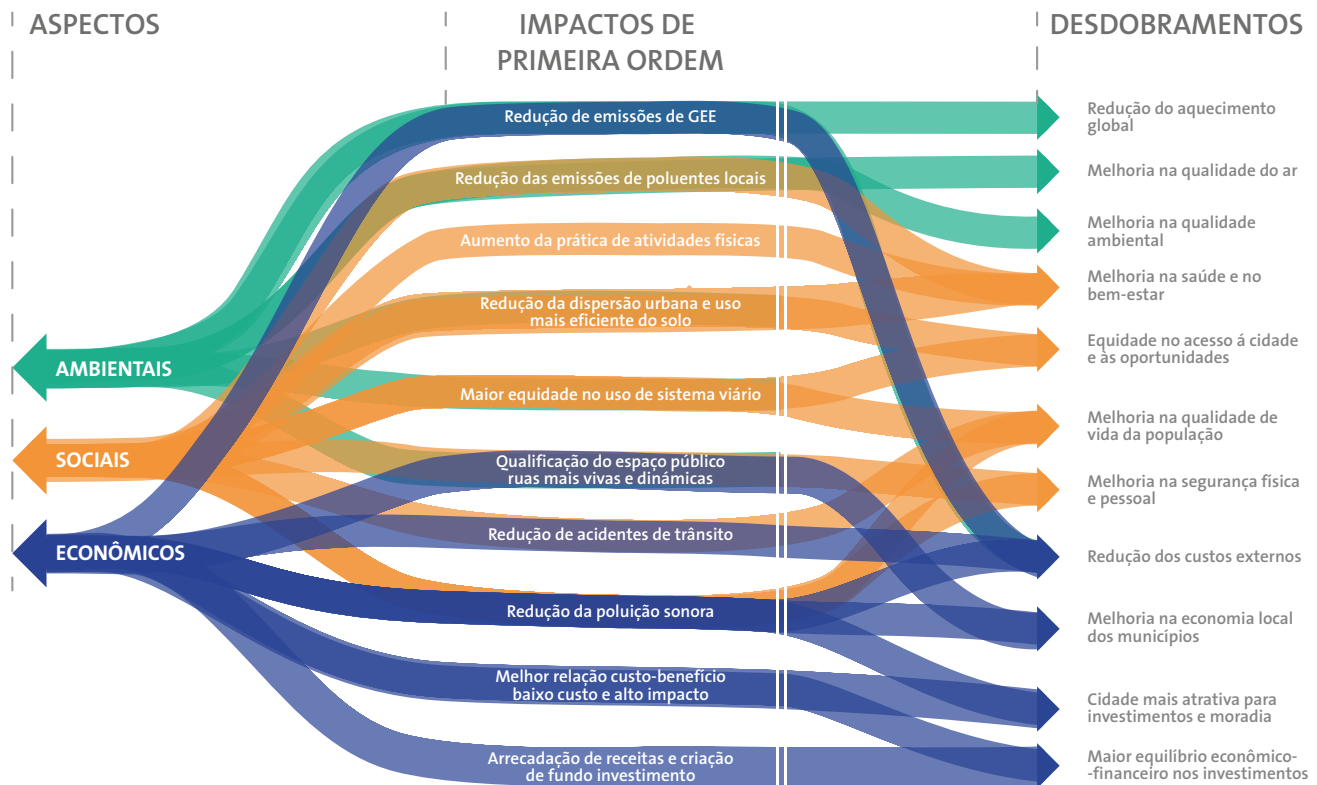 ASPECTOS
IMPACTOS DE
PRIMEIRA ORDEM
DESDOBRAMENTOS
AMBIENTAIS
SOCIAIS
ECONÔMICOS
Redução de emissões de GEE
Redução das emissões de poluentes locais
Aumento da prática de atividades físicas
Redução da dispersão urbana e uso
mais eficiente do solo
Maior equidade no uso de sistema viário
Qualificação do espaço público
ruas mais vivas e dinámicas
Redução de acidentes de trânsito
Redução da poluição sonora
Melhor relação custo-benefício
baixo custo e alto impacto
Arrecadação de receitas e criação
de fundo investimento
Redução do aquecimento
global
Melhoria na qualidade do ar
Melhoria na qualidade
ambiental
Melhoria na saúde e no
bem-estar
Equidade no acesso á cidade
e às oportunidades
Melhoria na qualidade de
vida da população
Melhoria na segurança física
e pessoal
Redução dos custos externos
Melhoria na economia local
dos municípios
Cidade mais atrativa para
investimentos e moradia
Maior equilíbrio econômico-
-financeiro nos investimentos